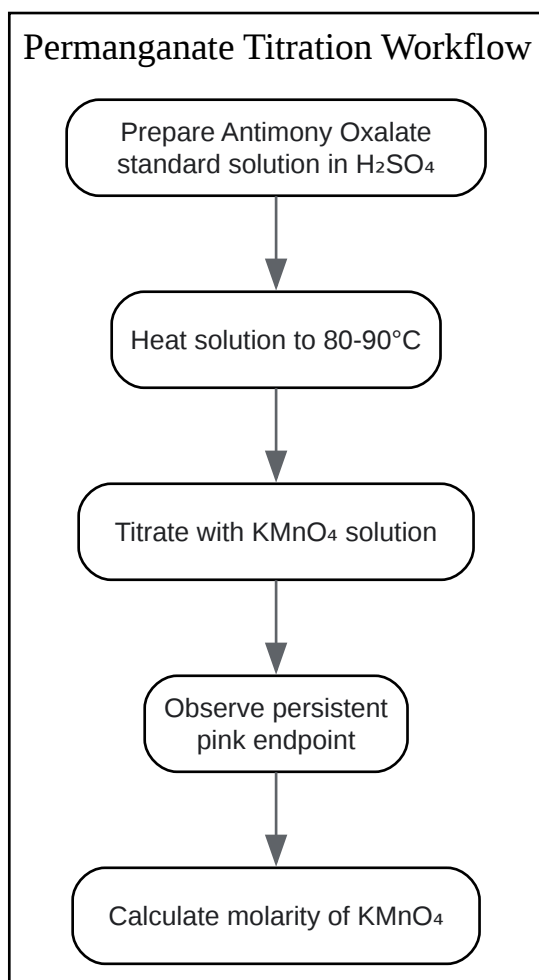 Permanganate Titration Workflow
Prepare Antimony Oxalate
standard solution in H₂SO₄
Heat solution to 80-90°C
Titrate with KMnO₄ solution
Observe persistent
pink endpoint
Calculate molarity of KMnO₄